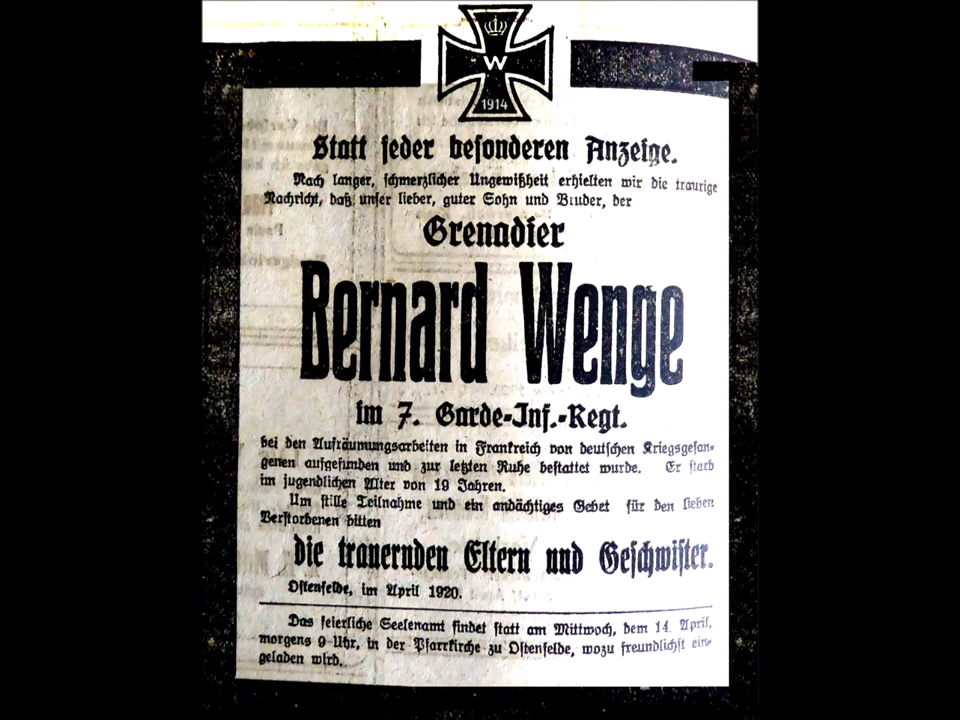 W
1914
Statt jeder besonderen Anzeige.
Nach langer, schmerzlicher Ungewißheit erhielten wir die traurige
Nachricht, daß unser lieber, guter Sohn und Bruder, der
Grenadier
Bernard Wenge
im 7. Garde-Inf.-Regt.
bei den Aufräumungsarbeiten in Frankreich von deutschen Kriegsgefan-
genen aufgefunden und zur letzten Ruhe bestattet wurde. Er starb
im jugendlichen Alter von 19 Jahren.
Um stille Teilnahme und ein andächtiges Gebet für den lieben
Verstorbenen bitten
die trauernden Eltern und Geschwister.
Ostenfelde, im April 1920.
Das feierliche Seelenamt findet statt am Mittwoch, dem 14. April,
morgens 9 Uhr, in der Pfarrkirche zu Ostenfelde, wozu freundlichst ein-
geladen wird.